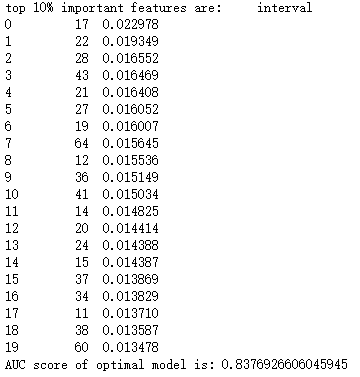 top 10% important features are:     interval
0         17  0.022978
1         22  0.019349
2         28  0.016552
3         43  0.016469
4         21  0.016408
5         27  0.016052
6         19  0.016007
7         64  0.015645
8         12  0.015536
9         36  0.015149
10        41  0.015034
11        14  0.014825
12        20  0.014414
13        24  0.014388
14        15  0.014387
15        37  0.013869
16        34  0.013829
17        11  0.013710
18        38  0.013587
19        60  0.013478
AUC score of optimal model is: 0.8376926606045945